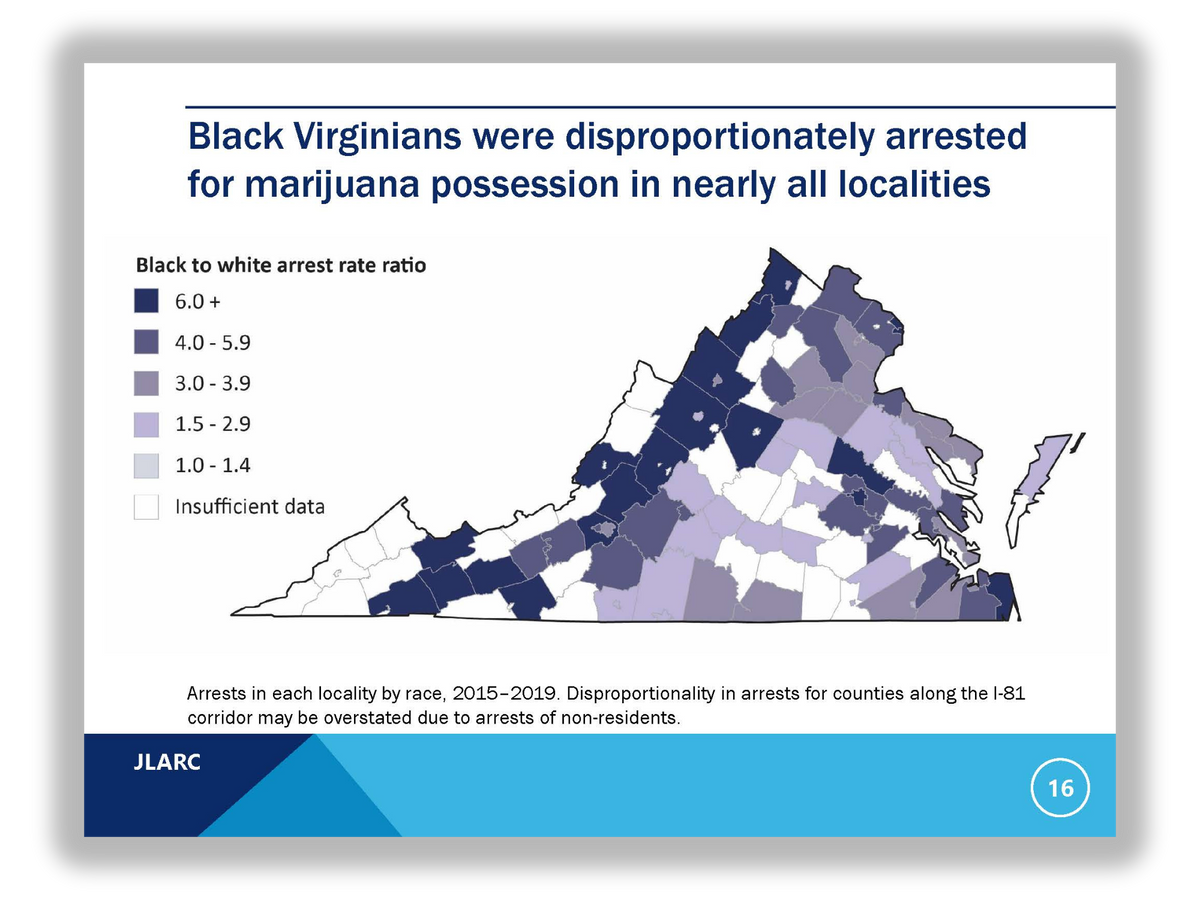 Black Virginians were disproportionately arrested
for marijuana possession in nearly all localities
Black to white arrest rate ratio
6.0 +
4.0 - 5.9
3.0 - 3.9
1.5 - 2.9
1.0 - 1.4
Insufficient data
Arrests in each locality by race, 2015–2019. Disproportionality in arrests for counties along the I-81
corridor may be overstated due to arrests of non-residents.
JLARC
16